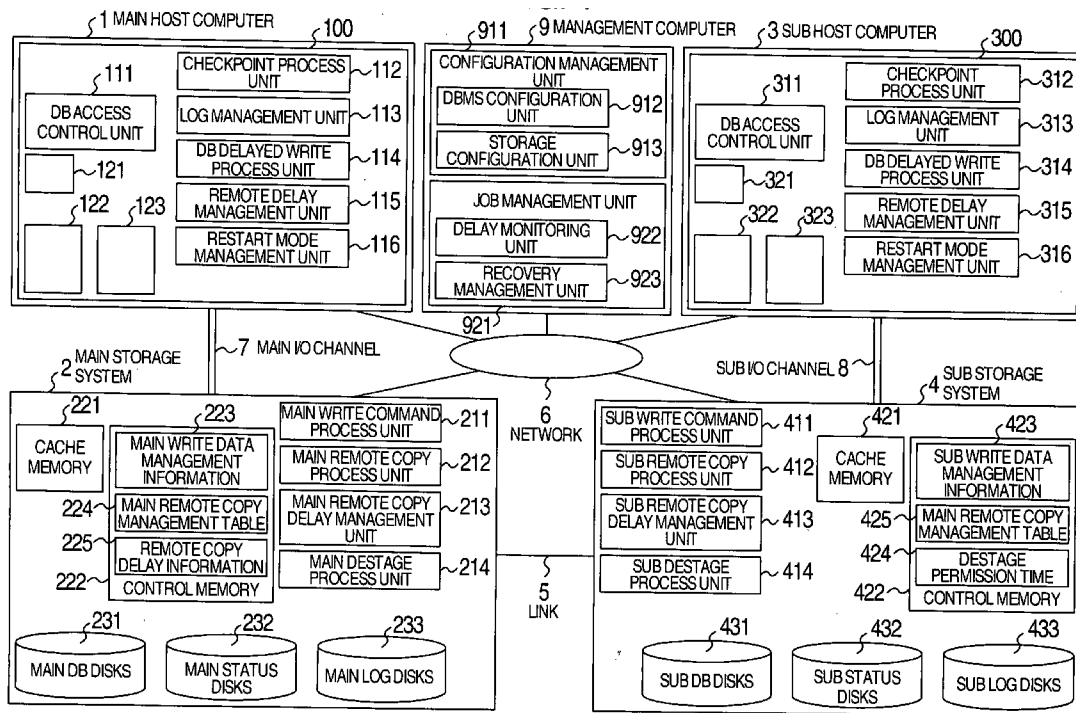 1 MAIN HOST COMPUTER
100
111
DB ACCESS
CONTROL UNIT
121
122
123
CHECKPOINT PROCESS
UNIT
112
LOG MANAGEMENT UNIT
113
DB DELAYED WRITE
PROCESS UNIT
114
REMOTE DELAY
MANAGEMENT UNIT
115
RESTART MODE
MANAGEMENT UNIT
116
9 MANAGEMENT COMPUTER
911
CONFIGURATION MANAGEMENT
UNIT
DBMS CONFIGURATION
UNIT
912
STORAGE
CONFIGURATION UNIT
913
JOB MANAGEMENT UNIT
DELAY MONITORING
UNIT
922
RECOVERY
MANAGEMENT UNIT
923
921
3 SUB HOST COMPUTER
300
311
DB ACCESS
CONTROL UNIT
321
322
323
CHECKPOINT
PROCESS UNIT
312
LOG MANAGEMENT
UNIT
313
DB DELAYED WRITE
PROCESS UNIT
314
REMOTE DELAY
MANAGEMENT UNIT
315
RESTART MODE
MANAGEMENT UNIT
316
7 MAIN I/O CHANNEL
SUB I/O CHANNEL 8
6
NETWORK
5
LINK
2 MAIN STORAGE
SYSTEM
221
CACHE
MEMORY
223
MAIN WRITE DATA
MANAGEMENT
INFORMATION
224
MAIN REMOTE COPY
MANAGEMENT TABLE
225
REMOTE COPY
DELAY INFORMATION
222
CONTROL MEMORY
MAIN WRITE COMMAND
PROCESS UNIT
211
MAIN REMOTE COPY
PROCESS UNIT
212
MAIN REMOTE COPY
DELAY MANAGEMENT
UNIT
213
MAIN DESTAGE
PROCESS UNIT
214
231
MAIN DB DISKS
232
MAIN STATUS
DISKS
233
MAIN LOG DISKS
4 SUB STORAGE
SYSTEM
SUB WRITE COMMAND
PROCESS UNIT
411
SUB REMOTE COPY
PROCESS UNIT
412
SUB REMOTE COPY
DELAY MANAGEMENT
UNIT
413
SUB DESTAGE
PROCESS UNIT
414
421
CACHE
MEMORY
423
SUB WRITE DATA
MANAGEMENT
INFORMATION
425
MAIN REMOTE COPY
MANAGEMENT TABLE
424
DESTAGE
PERMISSION TIME
422
CONTROL MEMORY
431
SUB DB DISKS
432
SUB STATUS
DISKS
433
SUB LOG DISKS